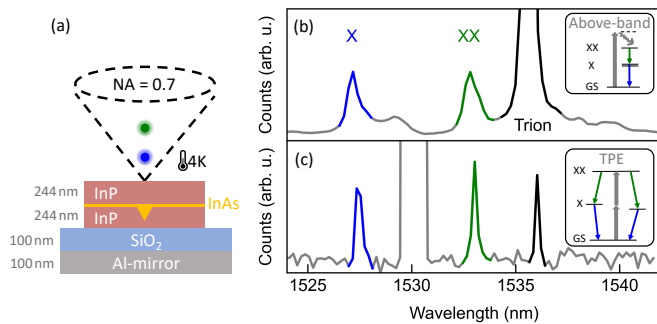 (a)
NA = 0.7
4K
244 nm
InP
InAs
244 nm
InP
100 nm
SiO₂
100 nm
Al-mirror
(b)
Counts (arb. u.)
X
XX
Trion
Above-band
XX
X
GS
(c)
Counts (arb. u.)
TPE
XX
X
GS
1525
1530
1535
1540
Wavelength (nm)